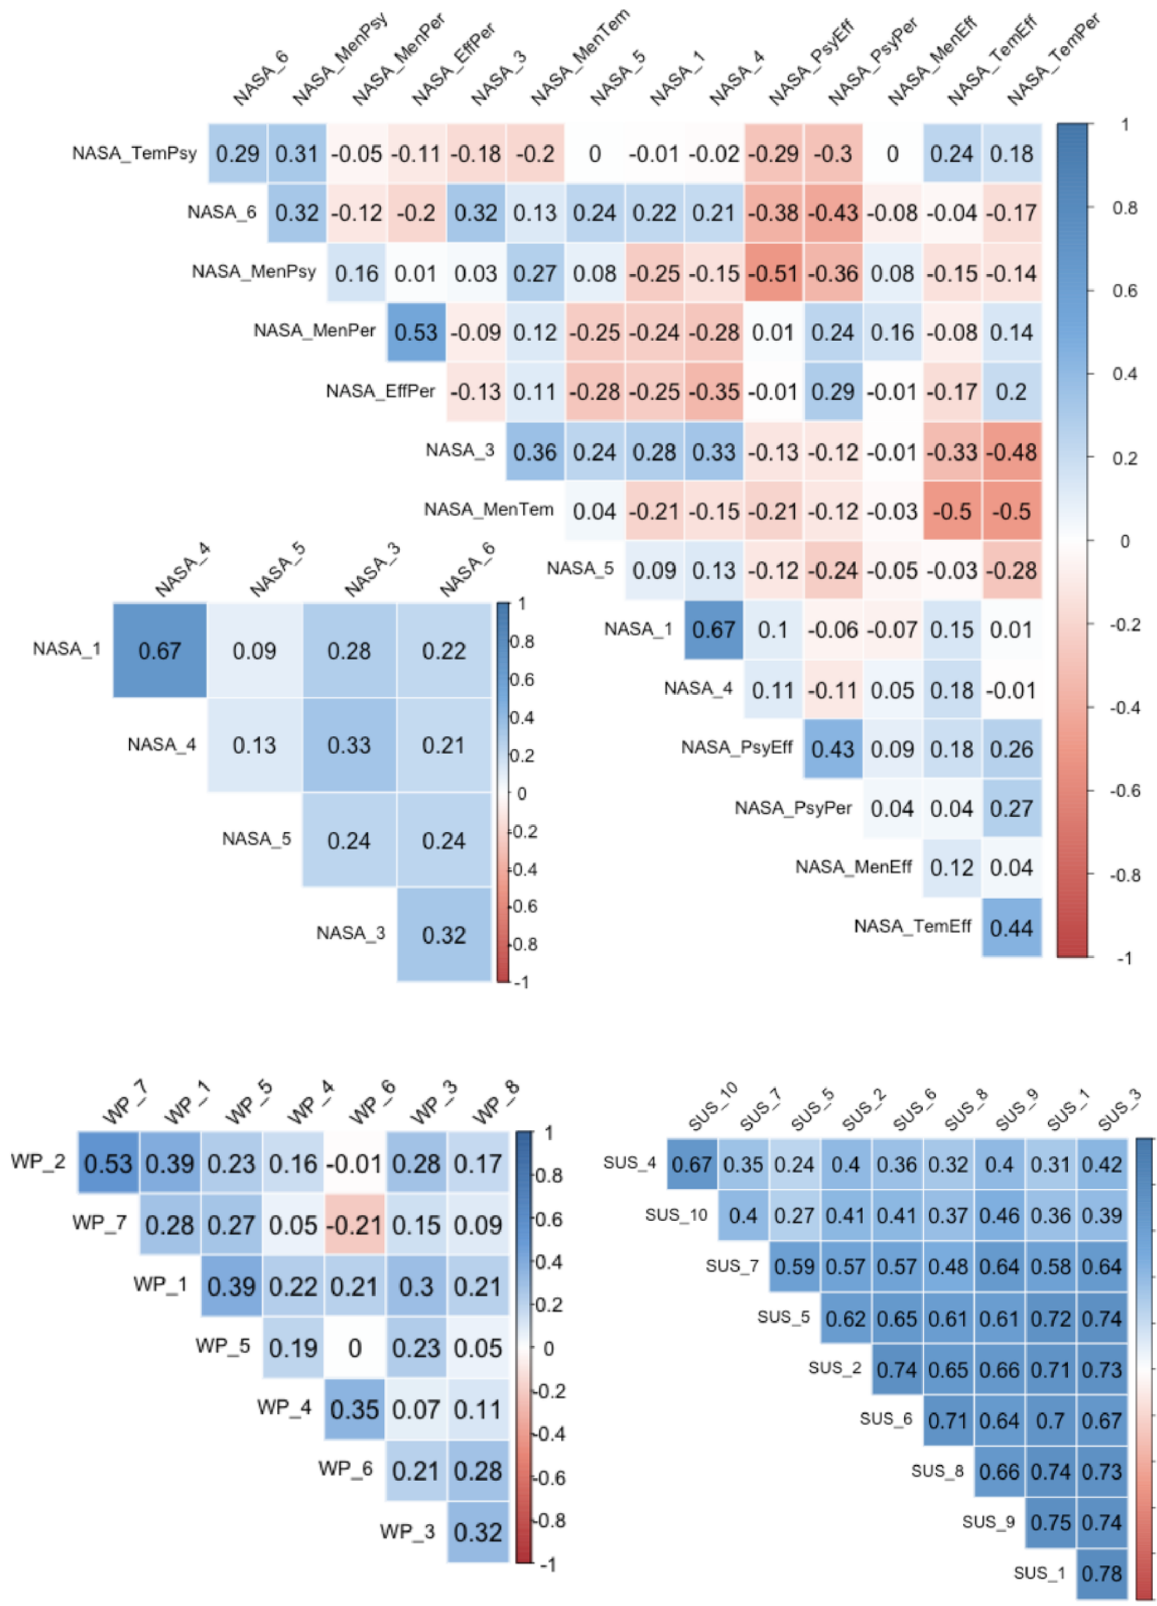 NASA_6 NASA_MenPsy NASA_MenPer NASA_EffPer NASA_3 NASA_MenTem NASA_5 NASA_1 NASA_4 NASA_PsyEff NASA_PsyPer NASA_MenEff NASA_TemEff NASA_TemPer
NASA_TemPsy 0.29 0.31 -0.05 -0.11 -0.18 -0.2 0 -0.01 -0.02 -0.29 -0.3 0 0.24 0.18
NASA_6 0.32 -0.12 -0.2 0.32 0.13 0.24 0.22 0.21 -0.38 -0.43 -0.08 -0.04 -0.17
NASA_MenPsy 0.16 0.01 0.03 0.27 0.08 -0.25 -0.15 -0.51 -0.36 0.08 -0.15 -0.14
NASA_MenPer 0.53 -0.09 0.12 -0.25 -0.24 -0.28 0.01 0.24 0.16 -0.08 0.14
NASA_EffPer -0.13 0.11 -0.28 -0.25 -0.35 -0.01 0.29 -0.01 -0.17 0.2
NASA_3 0.36 0.24 0.28 0.33 -0.13 -0.12 -0.01 -0.33 -0.48
NASA_MenTem 0.04 -0.21 -0.15 -0.21 -0.12 -0.03 -0.5 -0.5
NASA_5 0.09 0.13 -0.12 -0.24 -0.05 -0.03 -0.28
NASA_1 0.67 0.1 -0.06 -0.07 0.15 0.01
NASA_4 0.11 -0.11 0.05 0.18 -0.01
NASA_PsyEff 0.43 0.09 0.18 0.26
NASA_PsyPer 0.04 0.04 0.27
NASA_MenEff 0.12 0.04
NASA_TemEff 0.44
1
0.8
0.6
0.4
0.2
0
-0.2
-0.4
-0.6
-0.8
-1
NASA_4 NASA_5 NASA_3 NASA_6
NASA_1 0.67 0.09 0.28 0.22
NASA_4 0.13 0.33 0.21
NASA_5 0.24 0.24
NASA_3 0.32
1
0.8
0.6
0.4
0.2
0
-0.2
-0.4
-0.6
-0.8
-1
WP_7 WP_1 WP_5 WP_4 WP_6 WP_3 WP_8
WP_2 0.53 0.39 0.23 0.16 -0.01 0.28 0.17
WP_7 0.28 0.27 0.05 -0.21 0.15 0.09
WP_1 0.39 0.22 0.21 0.3 0.21
WP_5 0.19 0 0.23 0.05
WP_4 0.35 0.07 0.11
WP_6 0.21 0.28
WP_3 0.32
1
0.8
0.6
0.4
0.2
0
-0.2
-0.4
-0.6
-0.8
-1
SUS_10 SUS_7 SUS_5 SUS_2 SUS_6 SUS_8 SUS_9 SUS_1 SUS_3
SUS_4 0.67 0.35 0.24 0.4 0.36 0.32 0.4 0.31 0.42
SUS_10 0.4 0.27 0.41 0.41 0.37 0.46 0.36 0.39
SUS_7 0.59 0.57 0.57 0.48 0.64 0.58 0.64
SUS_5 0.62 0.65 0.61 0.61 0.72 0.74
SUS_2 0.74 0.65 0.66 0.71 0.73
SUS_6 0.71 0.64 0.7 0.67
SUS_8 0.66 0.74 0.73
SUS_9 0.75 0.74
SUS_1 0.78